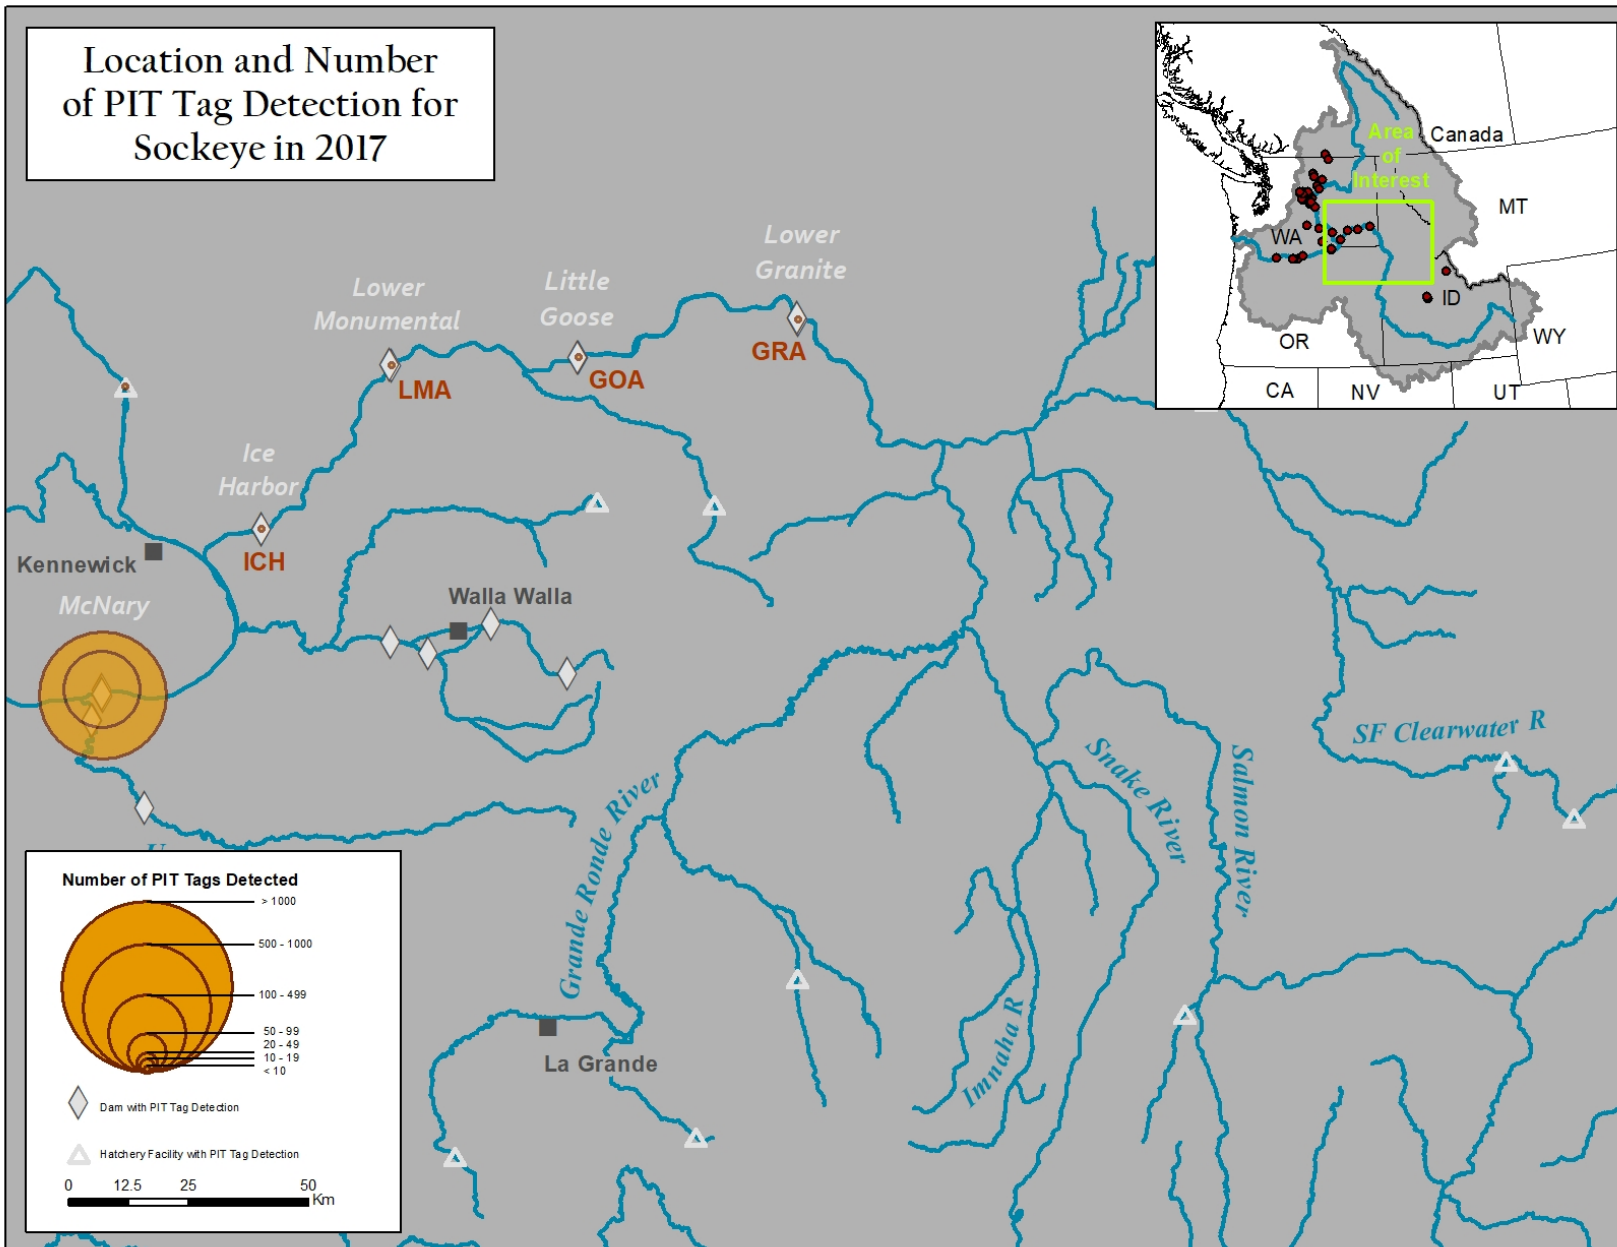 Location and Number
of PIT Tag Detection for
Sockeye in 2017
Area
of
Interest
Canada
MT
WA
ID
OR
WY
CA
NV
UT
Lower
Granite
Little
Goose
Lower
Monumental
GRA
GOA
LMA
Ice
Harbor
ICH
Kennewick
McNary
Walla Walla
SF Clearwater R
Snake River
Salmon River
Grande Ronde River
Imnaha R
La Grande
Number of PIT Tags Detected
> 1000
500 - 1000
100 - 499
50 - 99
20 - 49
10 - 19
< 10
Dam with PIT Tag Detection
Hatchery Facility with PIT Tag Detection
0 12.5 25 50
Km